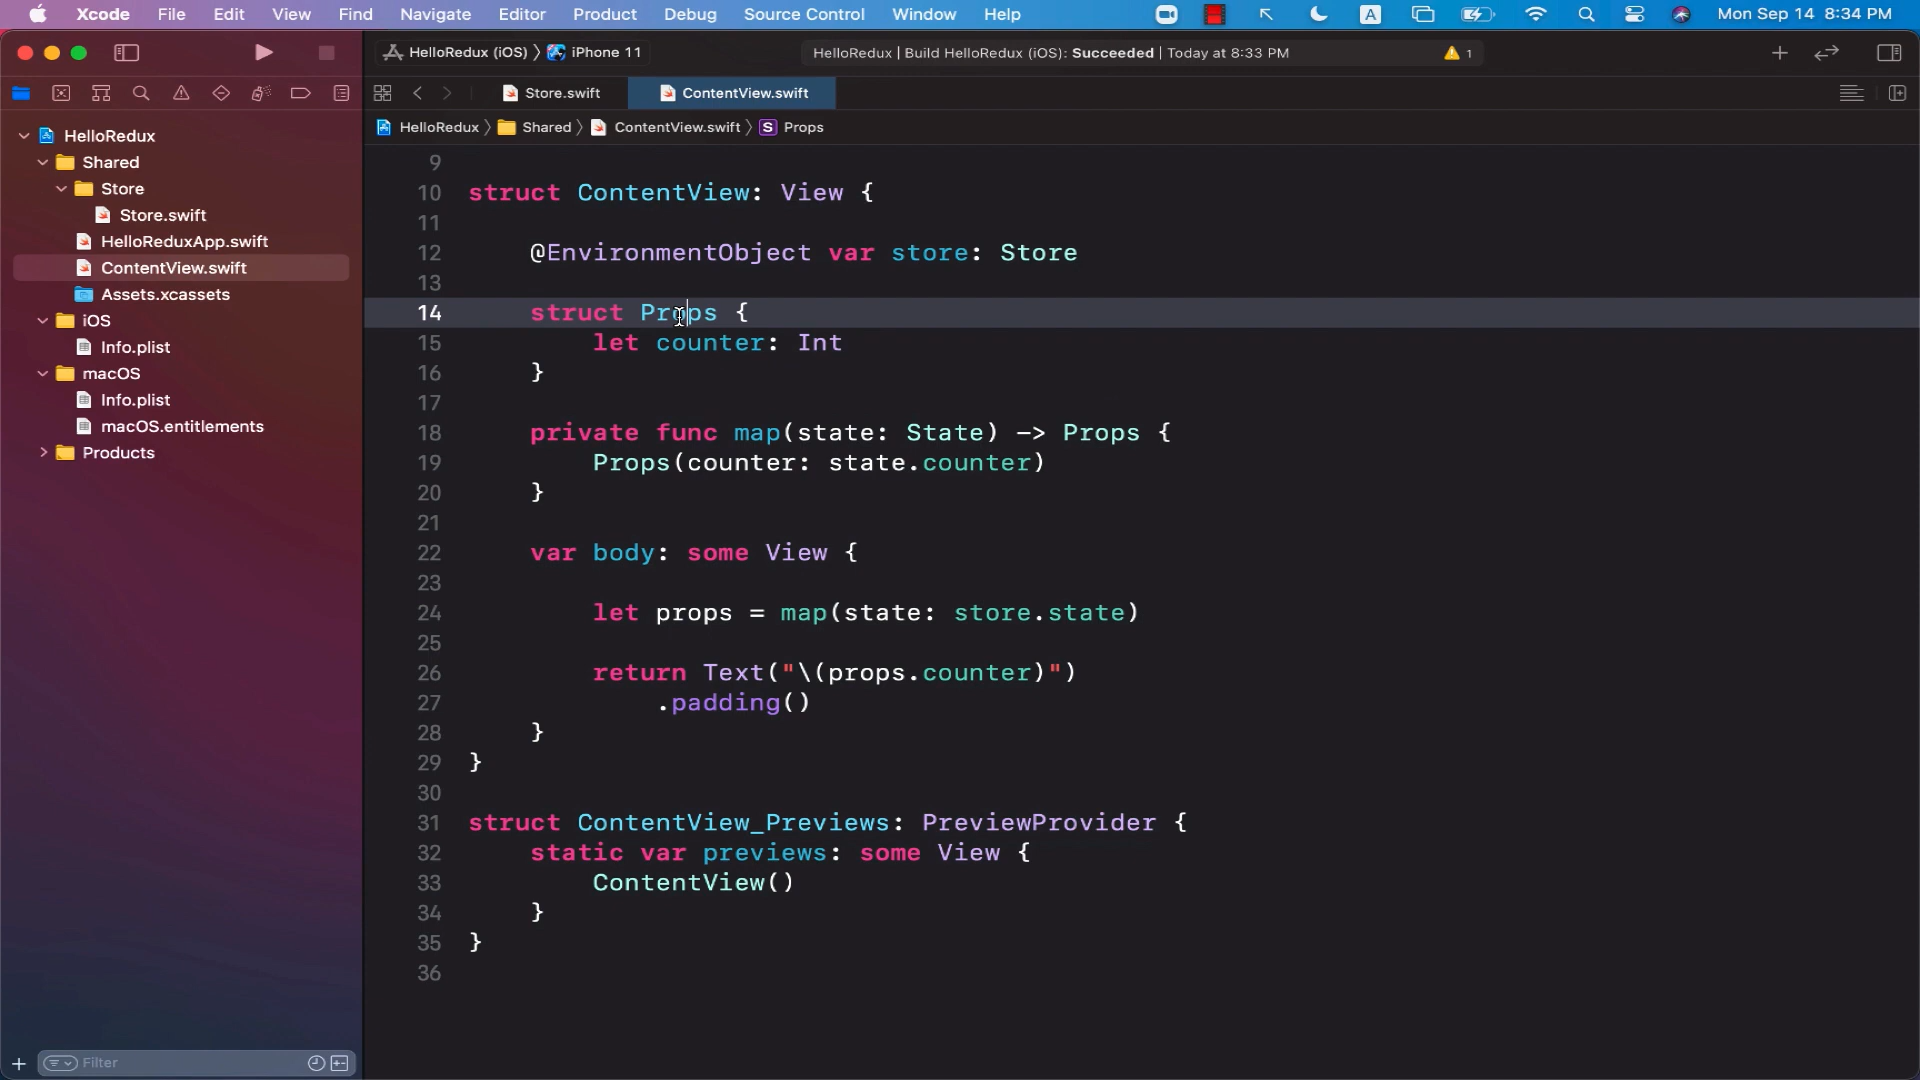 Xcode File Edit View Find Navigate Editor Product Debug Source Control Window Help A Mon Sep 14 8:34 PM
HelloRedux (iOS) 〉 iPhone 11
HelloRedux | Build HelloRedux (iOS): Succeeded | Today at 8:33 PM 1
Store.swift ContentView.swift
HelloRedux 〉 Shared 〉 ContentView.swift 〉 S Props
HelloRedux
Shared
Store
Store.swift
HelloReduxApp.swift
ContentView.swift
Assets.xcassets
iOS
Info.plist
macOS
Info.plist
macOS.entitlements
Products
Filter
9
10 struct ContentView: View {
11
12 @EnvironmentObject var store: Store
13
14 struct Props {
15 let counter: Int
16 }
17
18 private func map(state: State) -> Props {
19 Props(counter: state.counter)
20 }
21
22 var body: some View {
23
24 let props = map(state: store.state)
25
26 return Text("\(props.counter)")
27 .padding()
28 }
29 }
30
31 struct ContentView_Previews: PreviewProvider {
32 static var previews: some View {
33 ContentView()
34 }
35 }
36